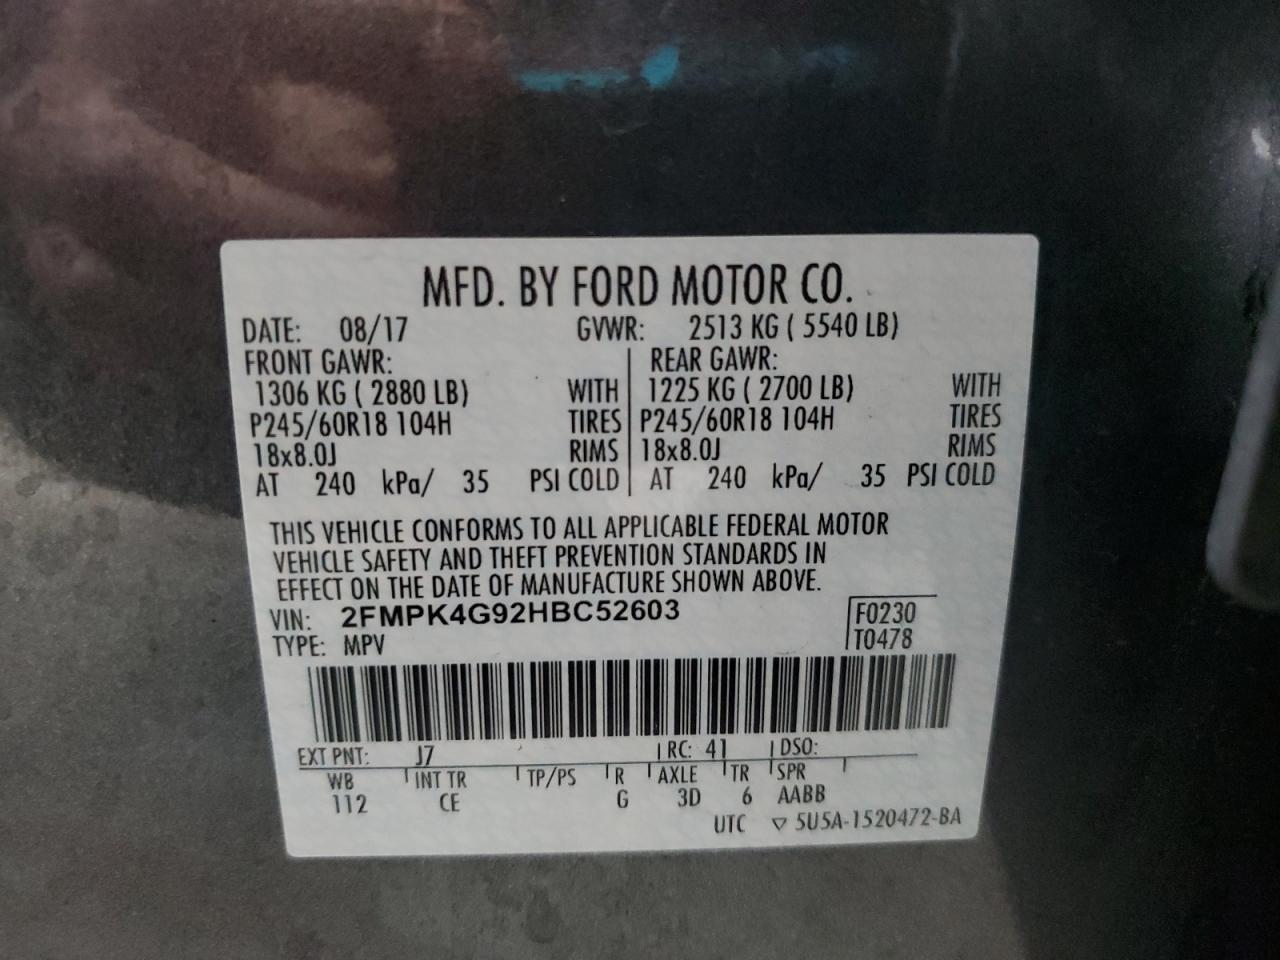 MFD. BY FORD MOTOR CO.
DATE: 08/17 GVWR: 2513 KG ( 5540 LB)
FRONT GAWR: REAR GAWR:
1306 KG ( 2880 LB) WITH 1225 KG ( 2700 LB) WITH
P245/60R18 104H TIRES P245/60R18 104H TIRES
18x8.0J RIMS 18x8.0J RIMS
AT 240 kPa/ 35 PSI COLD AT 240 kPa/ 35 PSI COLD
THIS VEHICLE CONFORMS TO ALL APPLICABLE FEDERAL MOTOR
VEHICLE SAFETY AND THEFT PREVENTION STANDARDS IN
EFFECT ON THE DATE OF MANUFACTURE SHOWN ABOVE.
VIN: 2FMPK4G92HBC52603 F0230
TYPE: MPV T0478
EXT PNT: J7 RC: 41 DSO:
WB INT TR TP/PS R AXLE TR SPR
112 CE G 3D 6 AABB
UTC ▽ 5U5A-1520472-BA